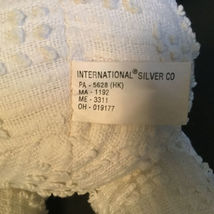 INTERNATIONAL® SILVER CO
PA - 5628 (HK)
MA - 1192
ME - 3311
OH - 019177